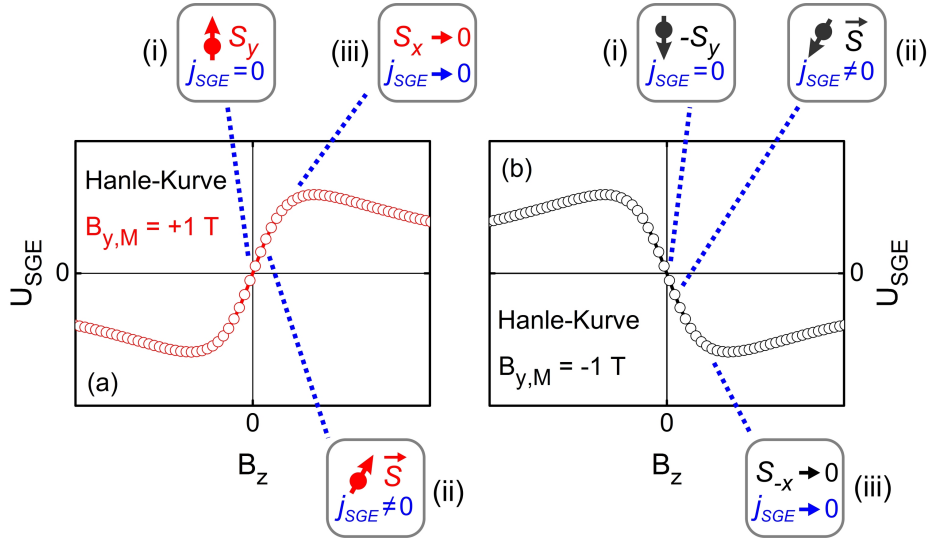 (i)
S_y
j_SGE = 0
(iii)
S_x → 0
j_SGE → 0
(i)
-S_y
j_SGE = 0
S⃗
j_SGE ≠ 0
(ii)
Hanle-Kurve
B_y,M = +1 T
(a)
U_SGE
0
0
B_z
S⃗
j_SGE ≠ 0
(ii)
(b)
Hanle-Kurve
B_y,M = -1 T
0
U_SGE
0
B_z
S_-x → 0
j_SGE → 0
(iii)